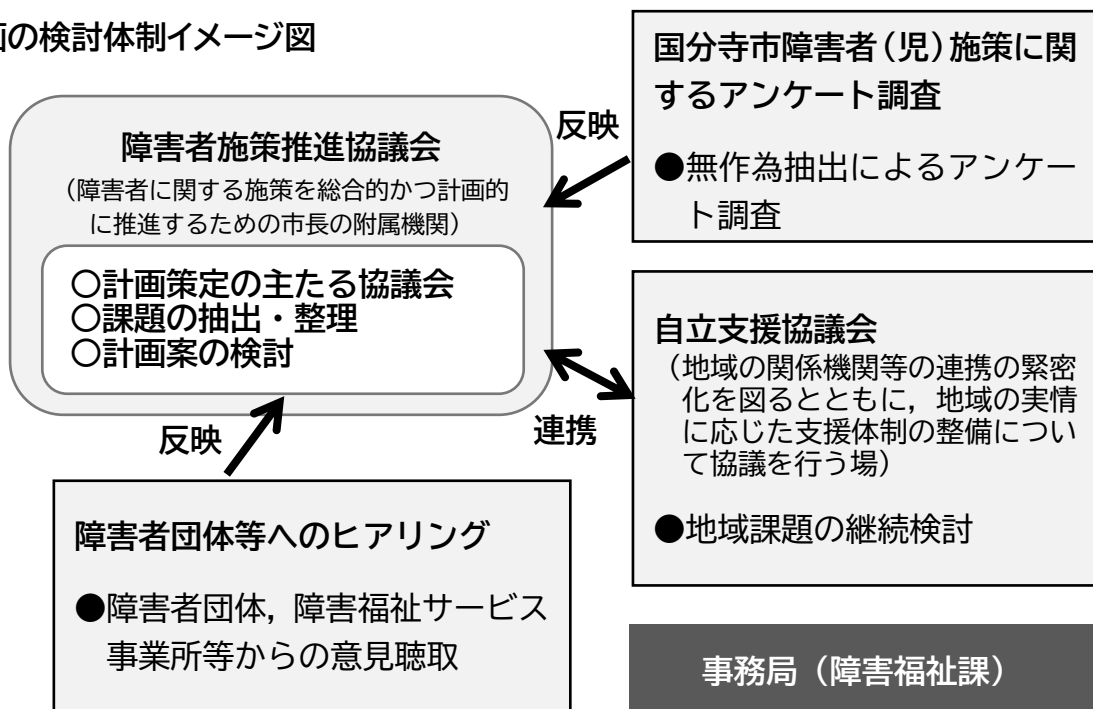 画の検討体制イメージ図
障害者施策推進協議会
（障害者に関する施策を総合的かつ計画的
に推進するための市長の附属機関）
○計画策定の主たる協議会
○課題の抽出・整理
○計画案の検討
反映
国分寺市障害者（児）施策に関
するアンケート調査
●無作為抽出によるアンケー
ト調査
反映
連携
自立支援協議会
（地域の関係機関等の連携の緊密
化を図るとともに，地域の実情
に応じた支援体制の整備につい
て協議を行う場）
●地域課題の継続検討
障害者団体等へのヒアリング
●障害者団体，障害福祉サービス
事業所等からの意見聴取
事務局（障害福祉課）